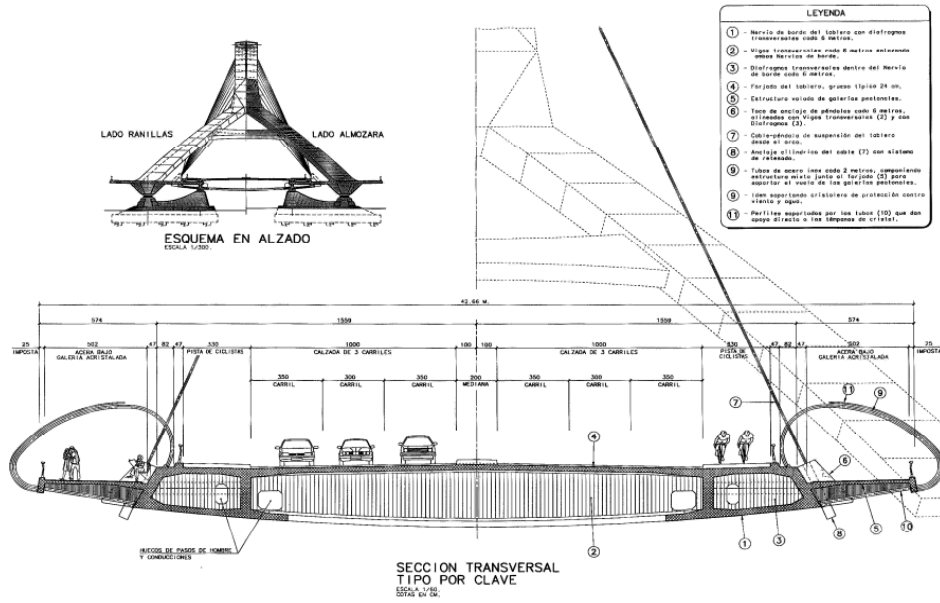 LEYENDA
1 - Nervio de borde del tablero con diafragmas
transversales cada 6 metros.
2 - Vigas transversales cada 6 metros enlazando
ambos Nervios de borde.
3 - Diafragmas transversales dentro del Nervio
de borde cada 6 metros.
4 - Forjado del tablero, grueso típico 24 cm.
5 - Estructura volada de galerías peatonales.
6 - Taco de anclaje de péndolas cada 6 metros,
alineados con Vigas transversales (2) y con
Diafragmas (3).
7 - Cable-péndola de suspensión del tablero
desde el arco.
8 - Anclaje cilíndrico del cable (7) con sistema
de retesado.
9 - Tubos de acero inox cada 2 metros, componiendo
estructura mixta junto al forjado (5) para
soportar el vuelo de las galerías peatonales.
9 - Idem soportando cristalera de protección contra
viento y agua.
11 - Perfiles soportados por los tubos (10) que dan
apoyo directo a los témpanos de cristal.
LADO RANILLAS
LADO ALMOZARA
ESQUEMA EN ALZADO
ESCALA 1/300.
42.66 M.
574 1559 1559 574
25 502 47 82 47 330 1000 100 100 1000 330 47 82 47 502 25
IMPOSTA ACERA BAJO GALERIA ACRISTALADA PISTA DE CICLISTAS CALZADA DE 3 CARRILES CALZADA DE 3 CARRILES PISTA DE CICLISTAS ACERA BAJO GALERIA ACRISTALADA IMPOSTA
350 300 350 200 350 300 350
CARRIL CARRIL CARRIL MEDIANA CARRIL CARRIL CARRIL
11
9
7
4
6
HUECOS DE PASOS DE HOMBRE
Y CONDUCCIONES
2
1
3
8
5
10
SECCION TRANSVERSAL
TIPO POR CLAVE
ESCALA 1/60.
COTAS EN CM.